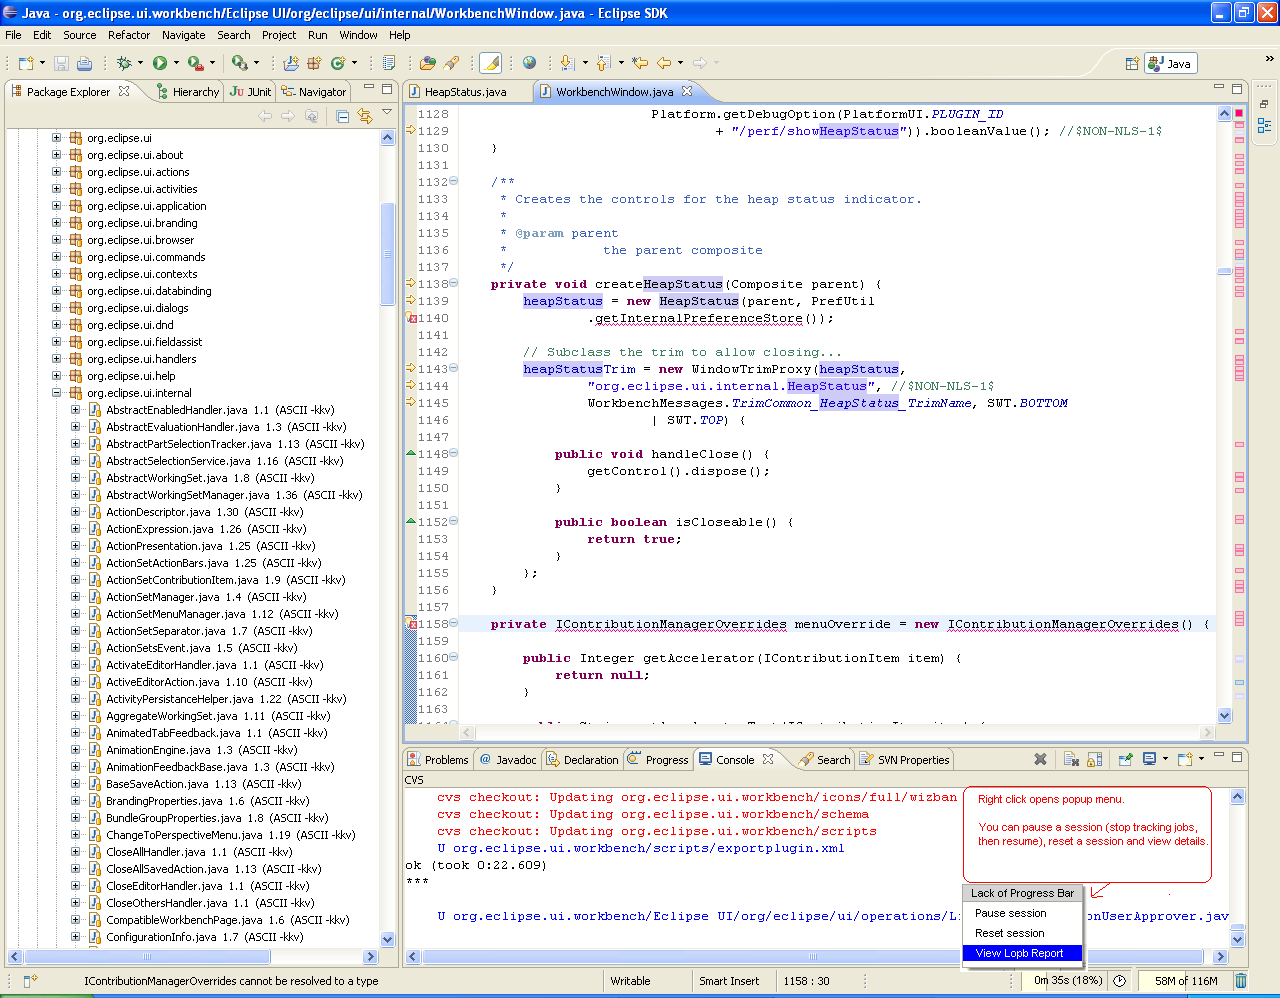 Java - org.eclipse.ui.workbench/Eclipse UI/org/eclipse/ui/internal/WorkbenchWindow.java - Eclipse SDK
File Edit Source Refactor Navigate Search Project Run Window Help
Java
Package Explorer Hierarchy JUnit Navigator
org.eclipse.ui
org.eclipse.ui.about
org.eclipse.ui.actions
org.eclipse.ui.activities
org.eclipse.ui.application
org.eclipse.ui.branding
org.eclipse.ui.browser
org.eclipse.ui.commands
org.eclipse.ui.contexts
org.eclipse.ui.databinding
org.eclipse.ui.dialogs
org.eclipse.ui.dnd
org.eclipse.ui.fieldassist
org.eclipse.ui.handlers
org.eclipse.ui.help
org.eclipse.ui.internal
AbstractEnabledHandler.java 1.1 (ASCII -kkv)
AbstractEvaluationHandler.java 1.3 (ASCII -kkv)
AbstractPartSelectionTracker.java 1.13 (ASCII -kkv)
AbstractSelectionService.java 1.16 (ASCII -kkv)
AbstractWorkingSet.java 1.8 (ASCII -kkv)
AbstractWorkingSetManager.java 1.36 (ASCII -kkv)
ActionDescriptor.java 1.30 (ASCII -kkv)
ActionExpression.java 1.26 (ASCII -kkv)
ActionPresentation.java 1.25 (ASCII -kkv)
ActionSetActionBars.java 1.25 (ASCII -kkv)
ActionSetContributionItem.java 1.9 (ASCII -kkv)
ActionSetManager.java 1.4 (ASCII -kkv)
ActionSetMenuManager.java 1.12 (ASCII -kkv)
ActionSetSeparator.java 1.7 (ASCII -kkv)
ActionSetsEvent.java 1.5 (ASCII -kkv)
ActivateEditorHandler.java 1.1 (ASCII -kkv)
ActiveEditorAction.java 1.10 (ASCII -kkv)
ActivityPersistanceHelper.java 1.22 (ASCII -kkv)
AggregateWorkingSet.java 1.11 (ASCII -kkv)
AnimatedTabFeedback.java 1.1 (ASCII -kkv)
AnimationEngine.java 1.3 (ASCII -kkv)
AnimationFeedbackBase.java 1.3 (ASCII -kkv)
BaseSaveAction.java 1.13 (ASCII -kkv)
BrandingProperties.java 1.6 (ASCII -kkv)
BundleGroupProperties.java 1.8 (ASCII -kkv)
ChangeToPerspectiveMenu.java 1.19 (ASCII -kkv)
CloseAllHandler.java 1.1 (ASCII -kkv)
CloseAllSavedAction.java 1.13 (ASCII -kkv)
CloseEditorHandler.java 1.1 (ASCII -kkv)
CloseOthersHandler.java 1.1 (ASCII -kkv)
CompatibleWorkbenchPage.java 1.6 (ASCII -kkv)
ConfigurationInfo.java 1.7 (ASCII -kkv)
HeapStatus.java WorkbenchWindow.java
1128 Platform.getDebugOption(PlatformUI.PLUGIN_ID
1129 + "/perf/showHeapStatus")).booleanValue(); //$NON-NLS-1$
1130 }
1131
1132 /**
1133 * Creates the controls for the heap status indicator.
1134 *
1135 * @param parent
1136 * the parent composite
1137 */
1138 private void createHeapStatus(Composite parent) {
1139 heapStatus = new HeapStatus(parent, PrefUtil
1140 .getInternalPreferenceStore());
1141
1142 // Subclass the trim to allow closing...
1143 heapStatusTrim = new WindowTrimProxy(heapStatus,
1144 "org.eclipse.ui.internal.HeapStatus", //$NON-NLS-1$
1145 WorkbenchMessages.TrimCommon_HeapStatus_TrimName, SWT.BOTTOM
1146 | SWT.TOP) {
1147
1148 public void handleClose() {
1149 getControl().dispose();
1150 }
1151
1152 public boolean isCloseable() {
1153 return true;
1154 }
1155 };
1156 }
1157
1158 private IContributionManagerOverrides menuOverride = new IContributionManagerOverrides() {
1159
1160 public Integer getAccelerator(IContributionItem item) {
1161 return null;
1162 }
1163
Problems Javadoc Declaration Progress Console Search SVN Properties
CVS
cvs checkout: Updating org.eclipse.ui.workbench/icons/full/wizban
cvs checkout: Updating org.eclipse.ui.workbench/schema
cvs checkout: Updating org.eclipse.ui.workbench/scripts
U org.eclipse.ui.workbench/scripts/exportplugin.xml
ok (took 0:22.609)
***
U org.eclipse.ui.workbench/Eclipse UI/org/eclipse/ui/operations/Li onUserApprover.jav
Right click opens popup menu.
You can pause a session (stop tracking jobs,
then resume), reset a session and view details.
Lack of Progress Bar
Pause session
Reset session
View Lopb Report
IContributionManagerOverrides cannot be resolved to a type Writable Smart Insert 1158 : 30 0m 35s (18%) 58M of 116M